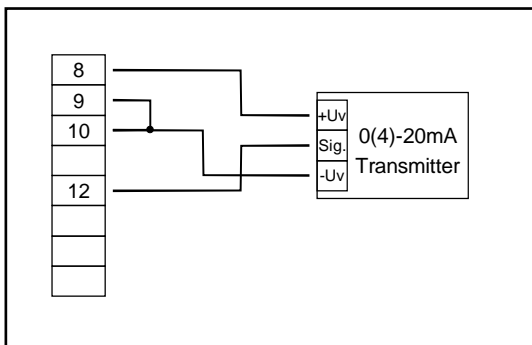 8
9
10
12
+Uv
Sig.
-Uv
0(4)-20mA
Transmitter